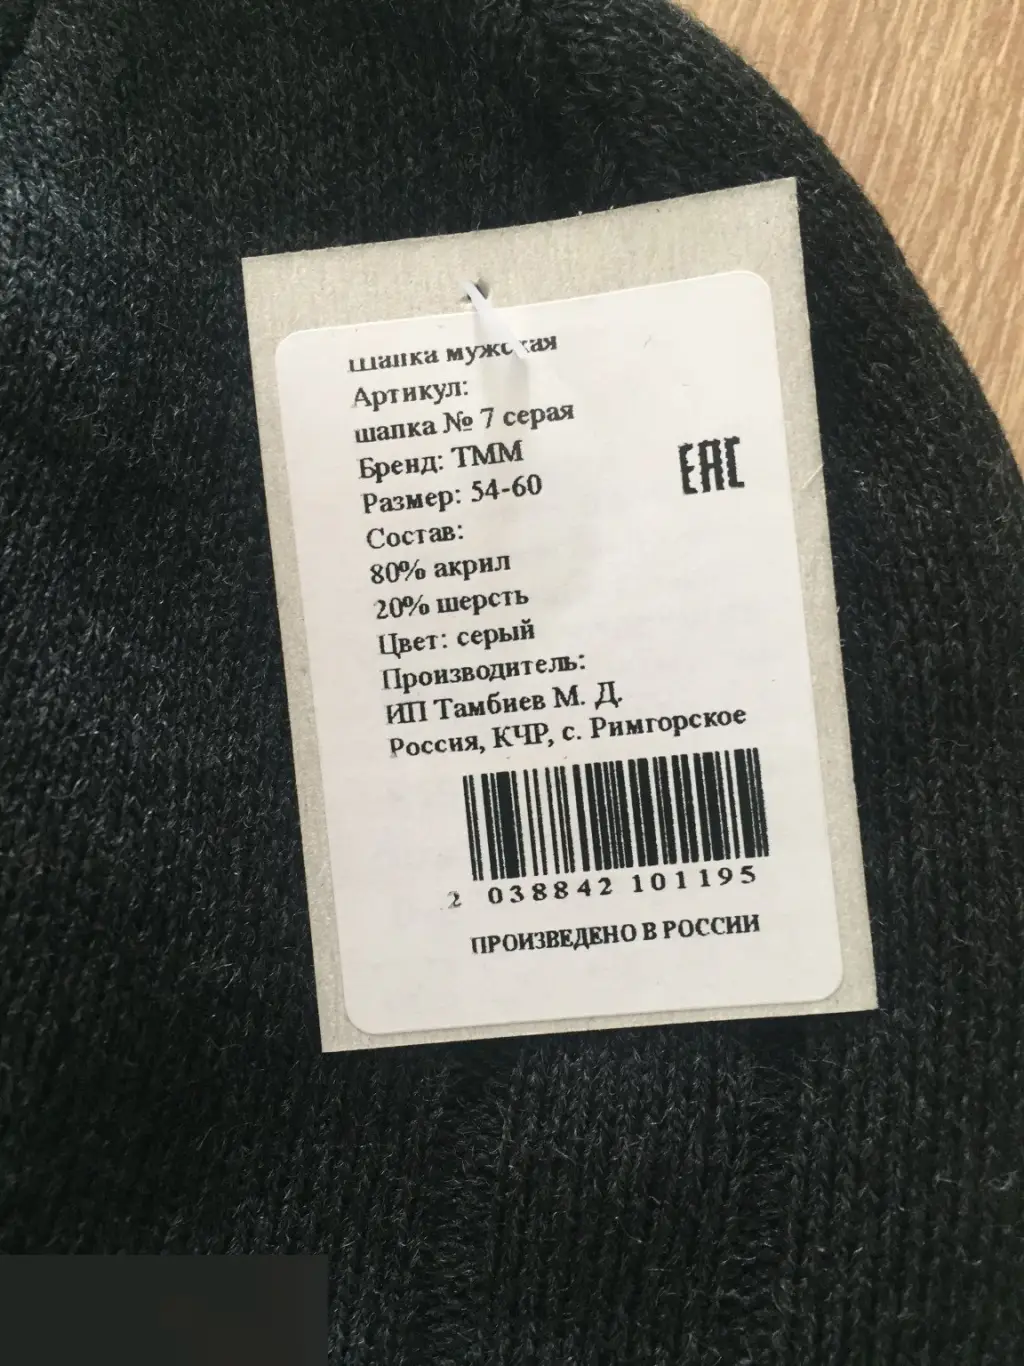 Шапка мужская
Артикул:
шапка № 7 серая
Бренд: ТММ
EAC
Размер: 54-60
Состав:
80% акрил
20% шерсть
Цвет: серый
Производитель:
ИП Тамбиев М. Д.
Россия, КЧР, с. Римгорское
2 038842 101195
ПРОИЗВЕДЕНО В РОССИИ